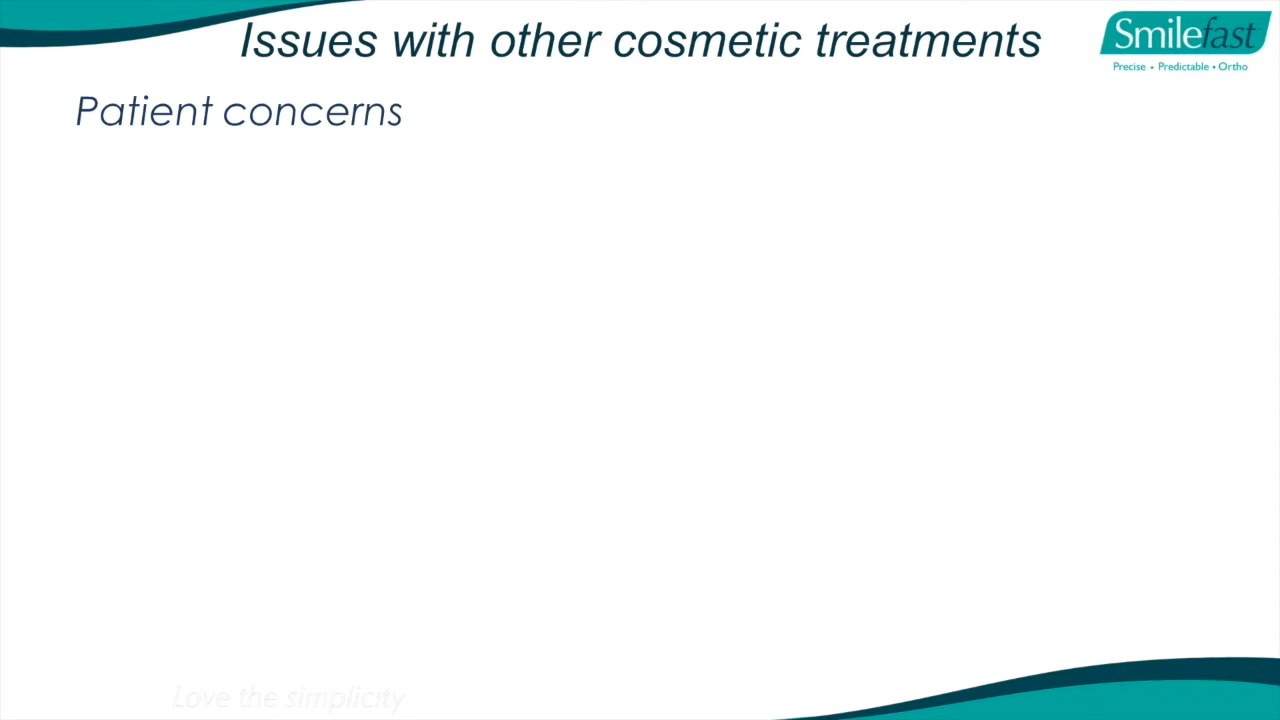 Issues with other cosmetic treatments
Smilefast
Precise • Predictable • Ortho
Patient concerns
Love the simplicity